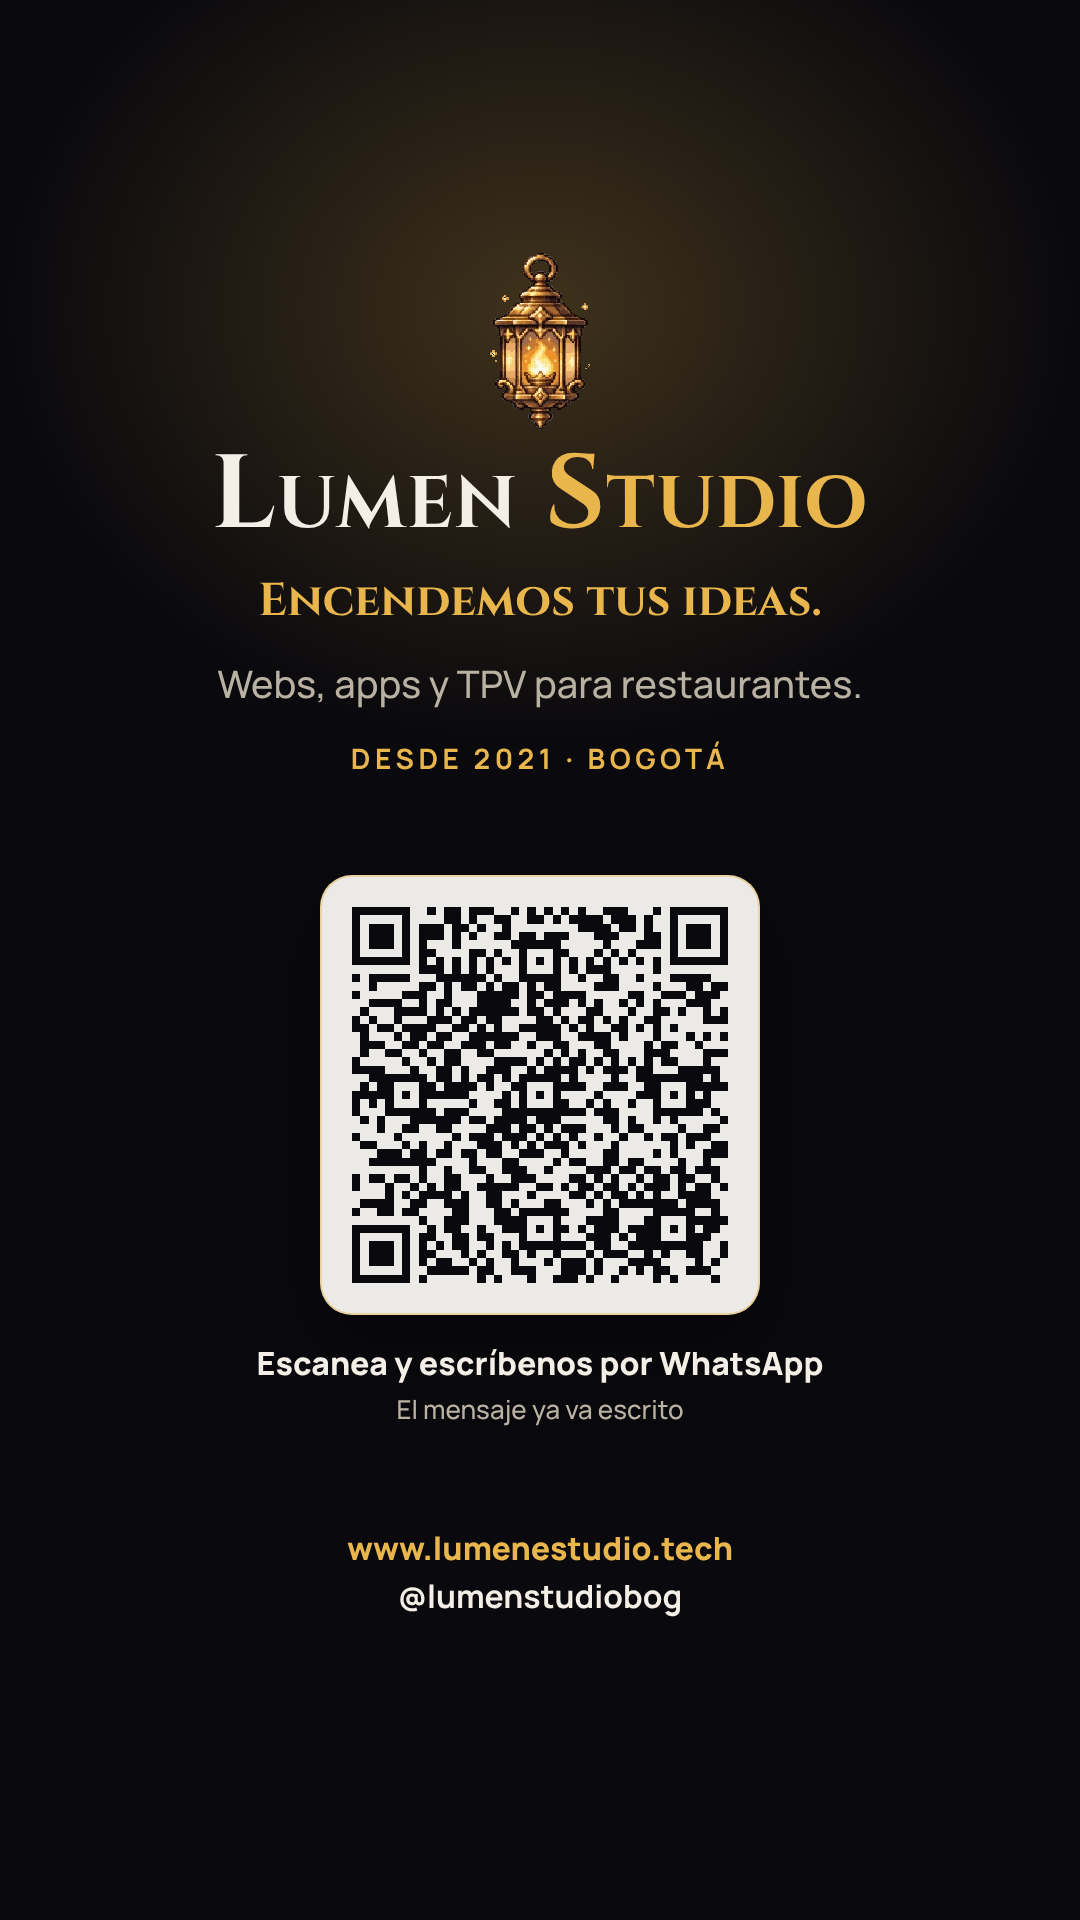 Lumen Studio
Encendemos tus ideas.
Webs, apps y TPV para restaurantes.
DESDE 2021 · BOGOTÁ
Escanea y escríbenos por WhatsApp
El mensaje ya va escrito
www.lumenestudio.tech
@lumenstudiobog